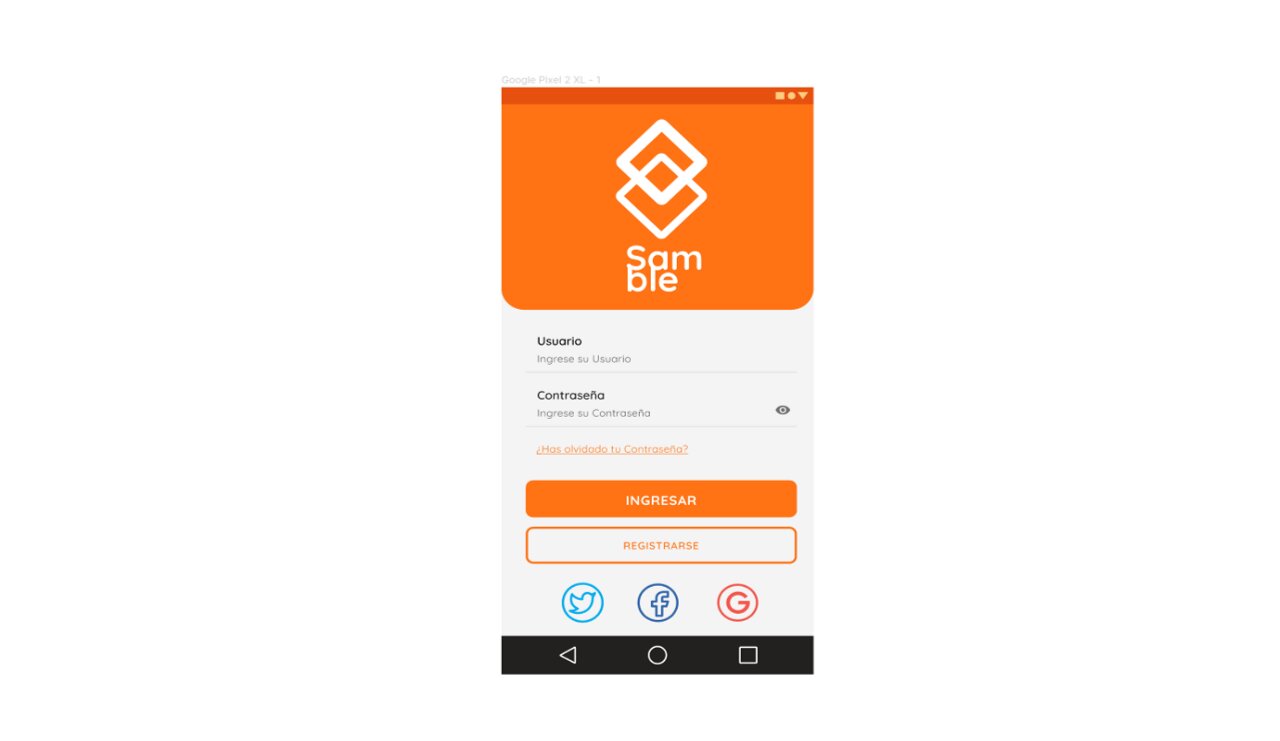 Google Pixel 2 XL - 1
Sam
ble
Usuario
Ingrese su Usuario
Contraseña
Ingrese su Contraseña
¿Has olvidado tu Contraseña?
INGRESAR
REGISTRARSE